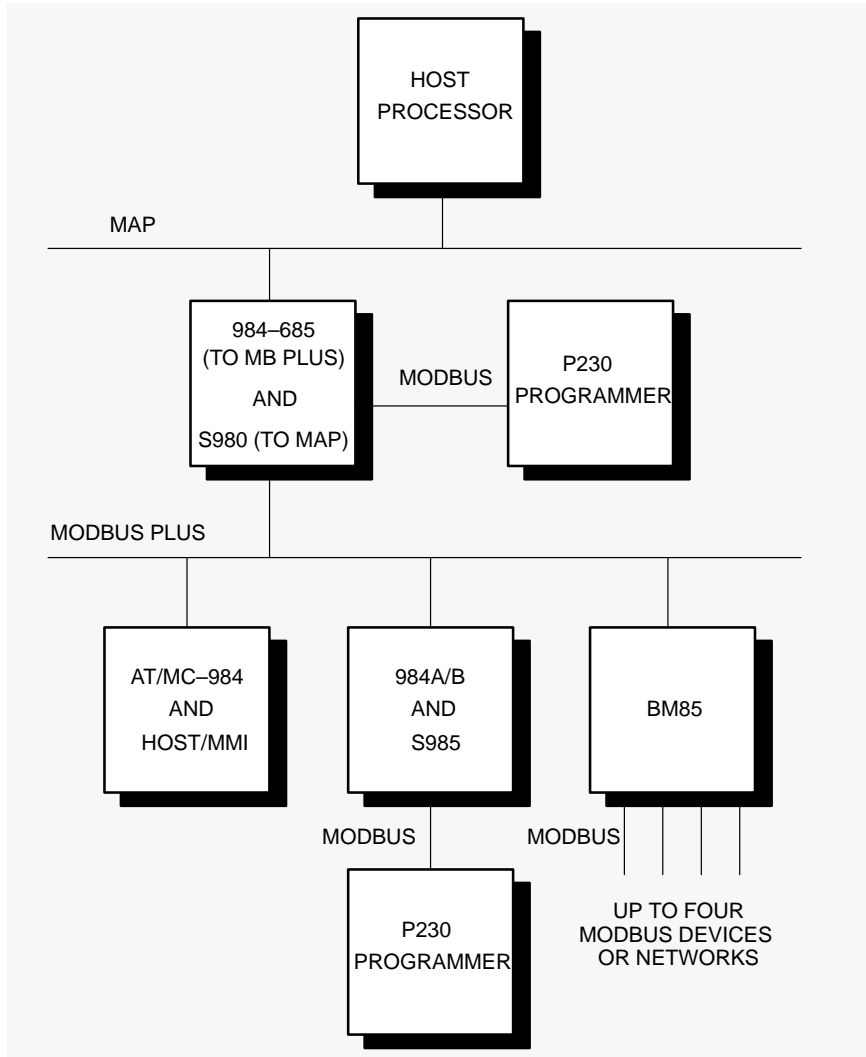 HOST
PROCESSOR
MAP
984–685
(TO MB PLUS)
AND
S980 (TO MAP)
MODBUS
P230
PROGRAMMER
MODBUS PLUS
AT/MC–984
AND
HOST/MMI
984A/B
AND
S985
BM85
MODBUS
MODBUS
P230
PROGRAMMER
UP TO FOUR
MODBUS DEVICES
OR NETWORKS